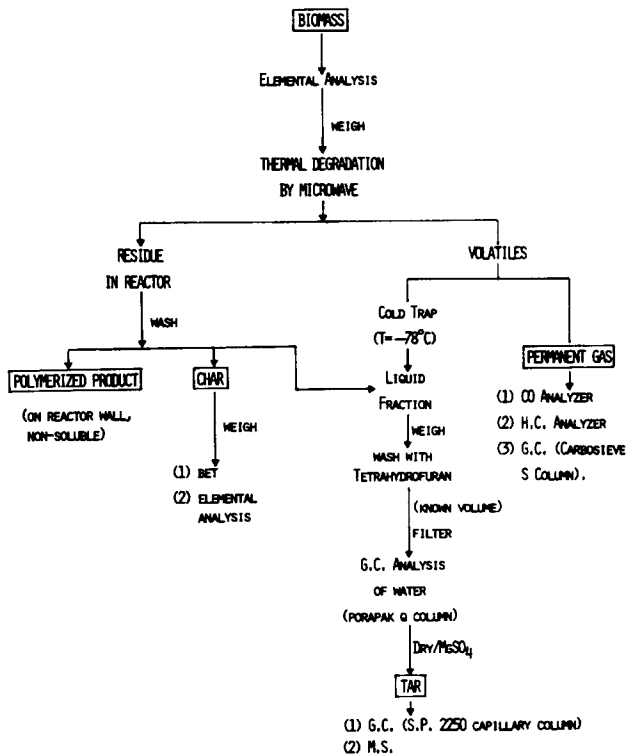 BIOMASS
ELEMENTAL ANALYSIS
WEIGH
THERMAL DEGRADATION
BY MICROWAVE
RESIDUE
IN REACTOR
WASH
POLYMERIZED PRODUCT
(ON REACTOR WALL,
NON-SOLUBLE)
CHAR
WEIGH
(1) BET
(2) ELEMENTAL
ANALYSIS
VOLATILES
COLD TRAP
(T=-78°C)
LIQUID
FRACTION
WEIGH
WASH WITH
TETRAHYDROFURAN
(KNOWN VOLUME)
FILTER
G.C. ANALYSIS
OF WATER
(PORAPAK Q COLUMN)
DRY/MGSO4
TAR
(1) G.C. (S.P. 2250 CAPILLARY COLUMN)
(2) M.S.
PERMANENT GAS
(1) CO ANALYZER
(2) H.C. ANALYZER
(3) G.C. (CARBOSIEVE
S COLUMN).